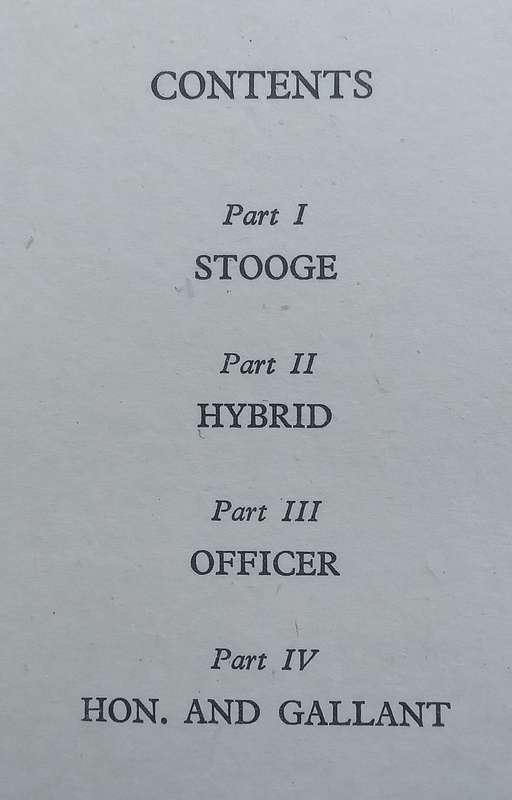 CONTENTS
Part I
STOOGE
Part II
HYBRID
Part III
OFFICER
Part IV
HON. AND GALLANT